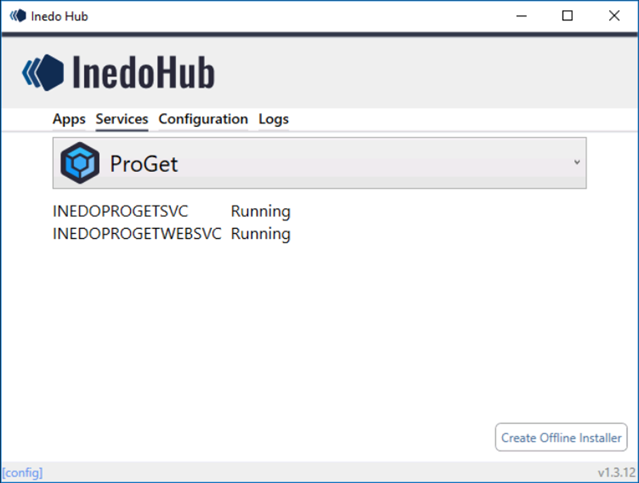 Inedo Hub
InedoHub
Apps Services Configuration Logs
ProGet
INEDOPROGETSVC Running
INEDOPROGETWEBSVC Running
Create Offline Installer
[config] v1.3.12